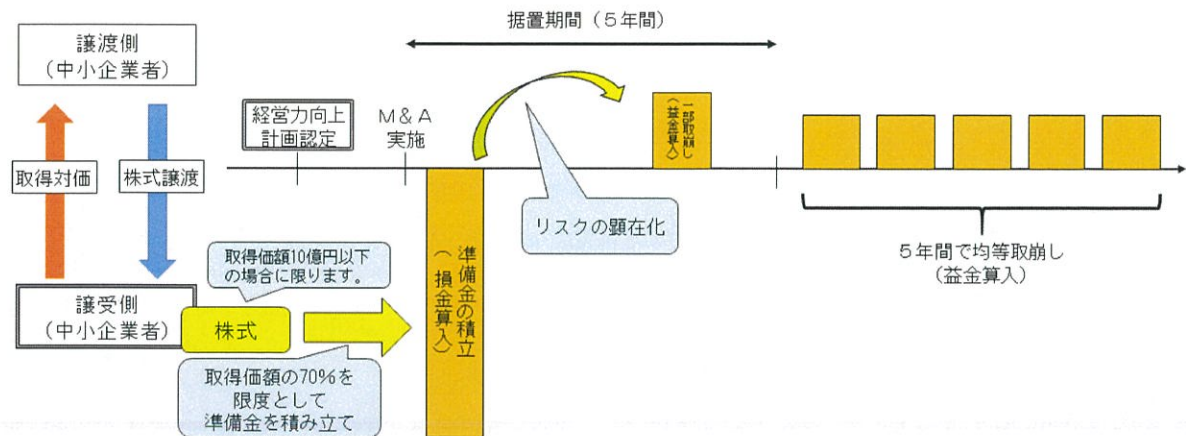 据置期間（５年間）
譲渡側
（中小企業者）
取得対価
株式譲渡
譲受側
（中小企業者）
経営力向上
計画認定
Ｍ＆Ａ
実施
取得価額10億円以下
の場合に限ります。
株式
取得価額の70％を
限度として
準備金を積み立て
準備金の積立
（損金算入）
リスクの顕在化
一部取崩し
（益金算入）
５年間で均等取崩し
（益金算入）